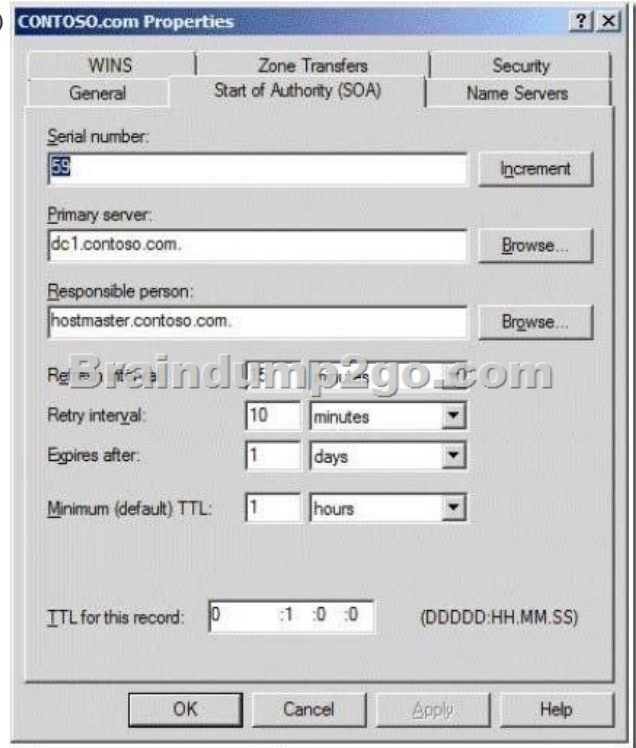 )
CONTOSO.com Properties
WINS Zone Transfers Security
General Start of Authority (SOA) Name Servers
Serial number:
59 Increment
Primary server:
dc1.contoso.com. Browse...
Responsible person:
hostmaster.contoso.com. Browse...
Braindump2go.com
Retry interval: 10 minutes
Expires after: 1 days
Minimum (default) TTL: 1 hours
TTL for this record: 0 :1 :0 :0 (DDDDD:HH.MM.SS)
OK Cancel Apply Help